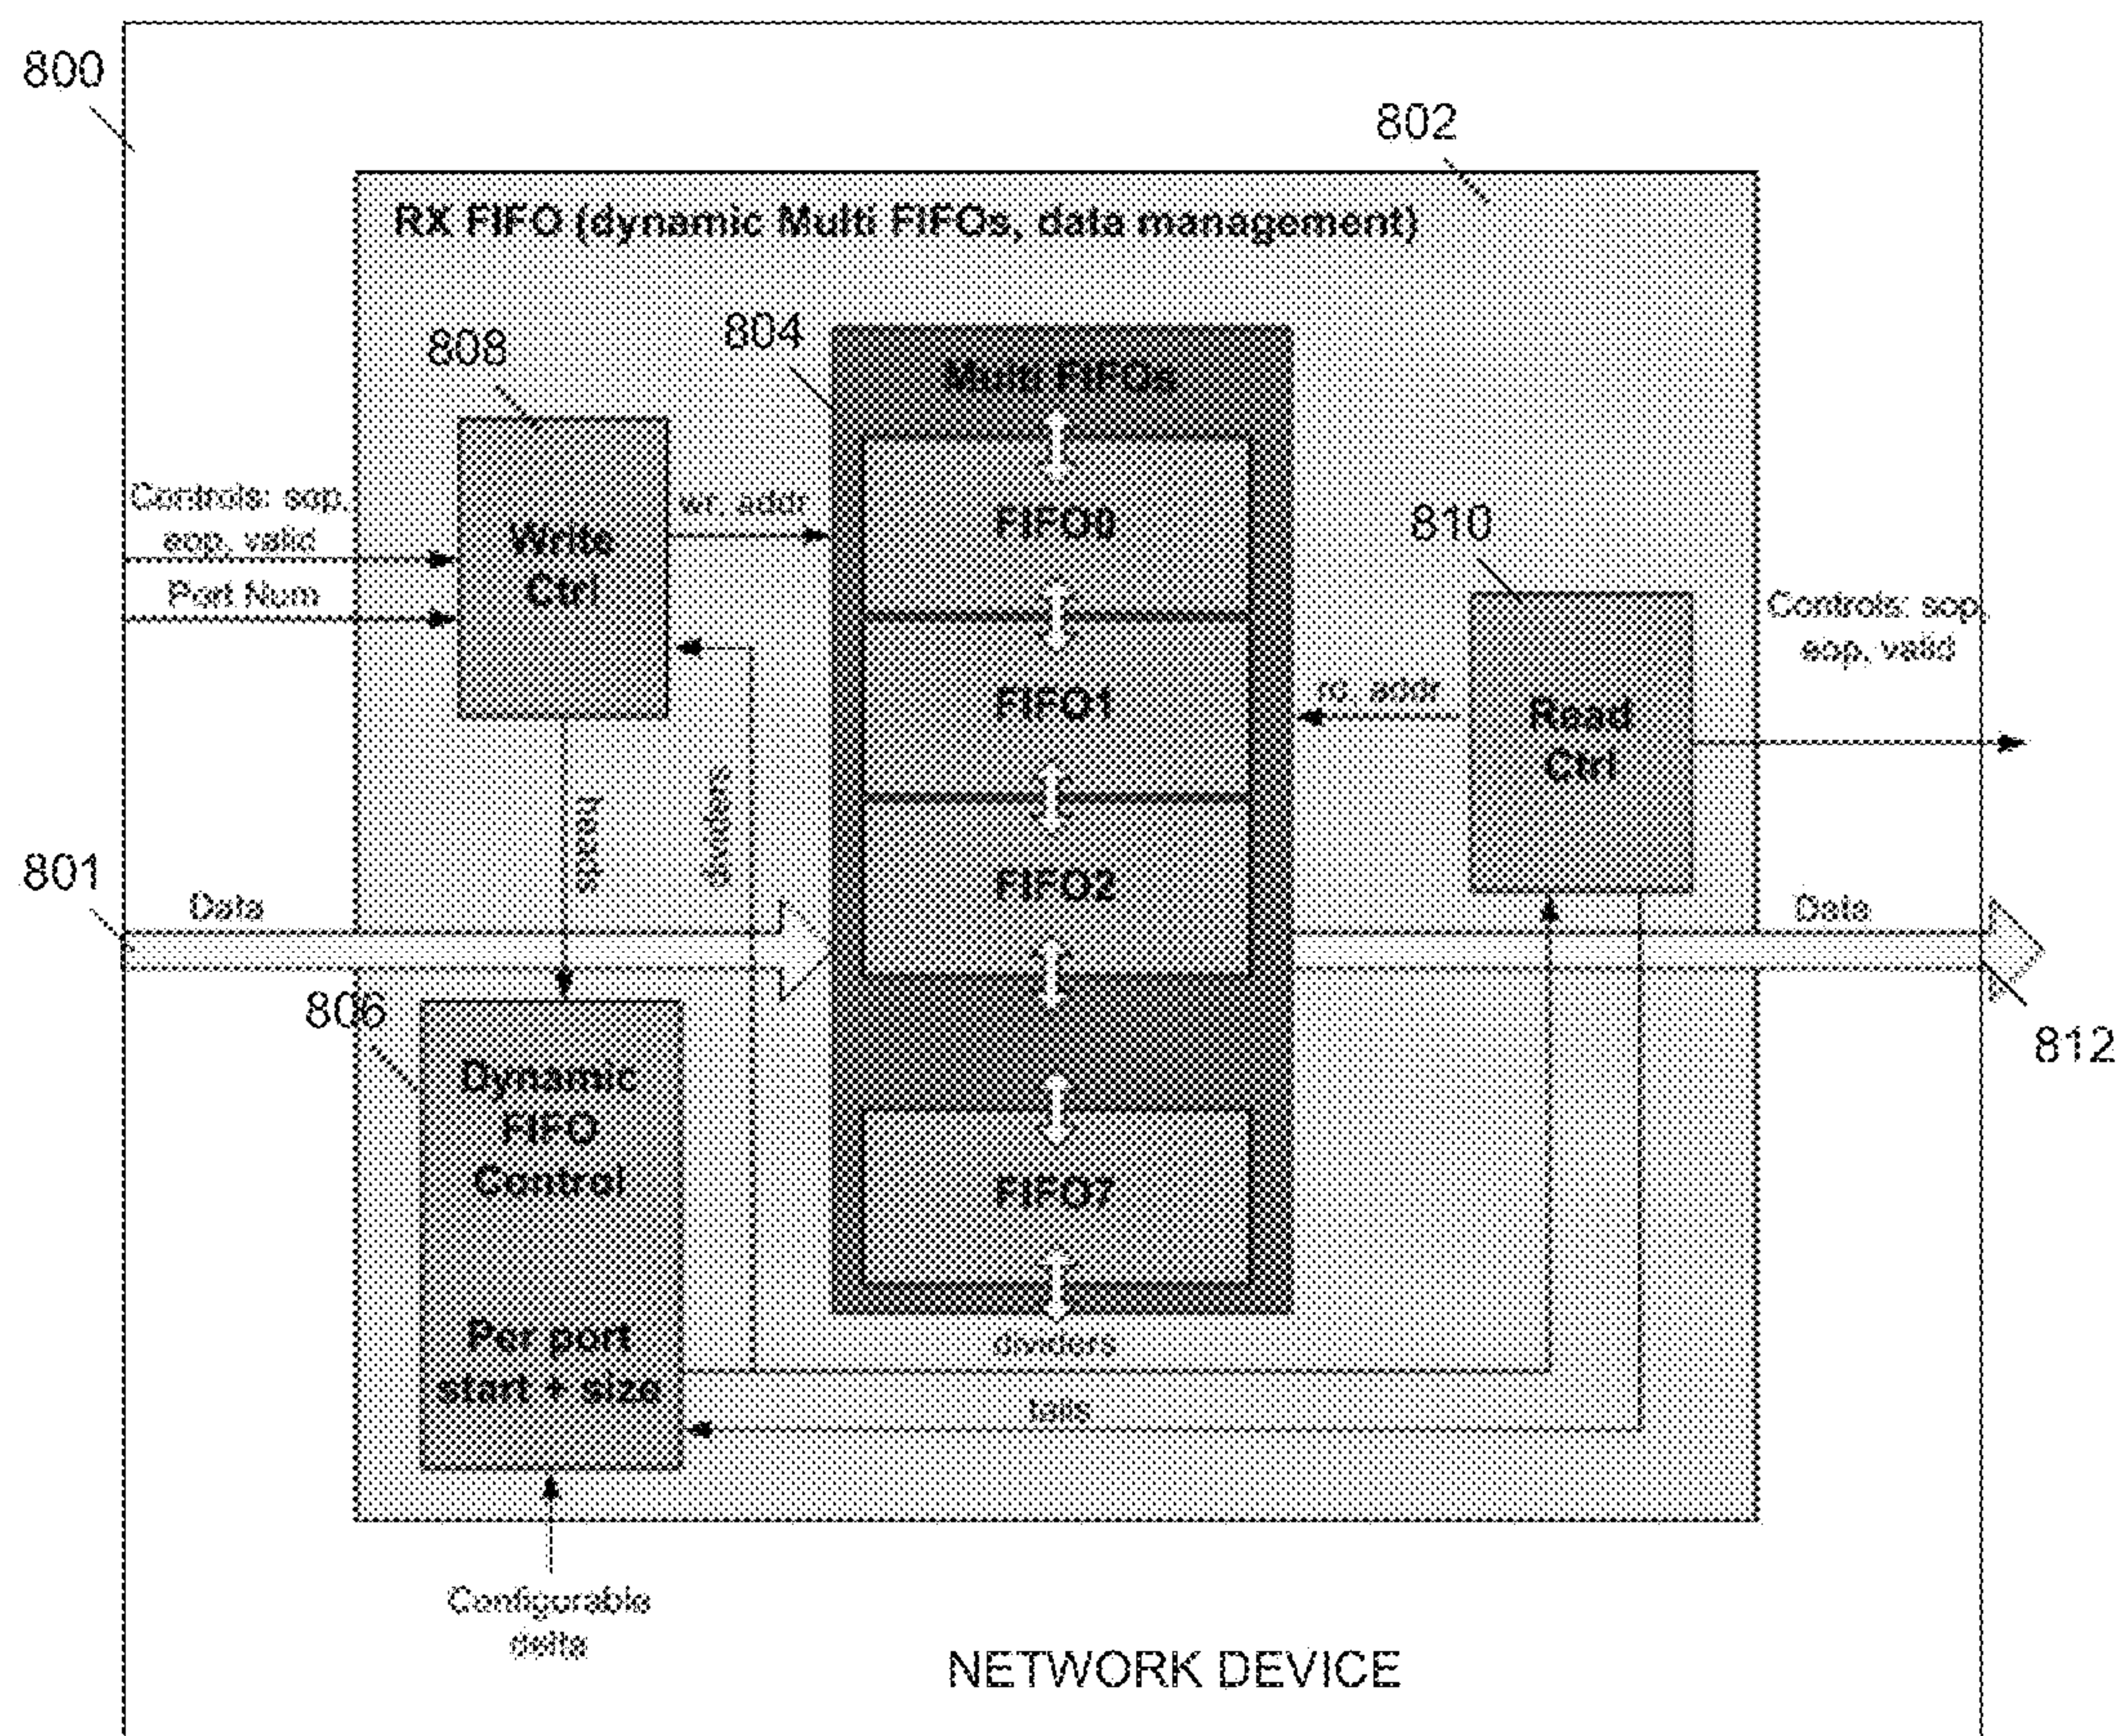 800
802
RX FIFO (dynamic Multi FIFOs, data management)
808
804
Multi FIFOs
Controls: sop,
eop, valid
Port Num
Write
Ctrl
wr. addr
FIFO0
810
Controls: sop,
eop, valid
FIFO1
rd. addr
Read
Ctrl
heads
FIFO2
801
Data
Data
806
812
Dynamic
FIFO
Control
FIFO7
Per port
start + size
dividers
tails
Configurable
delta
NETWORK DEVICE